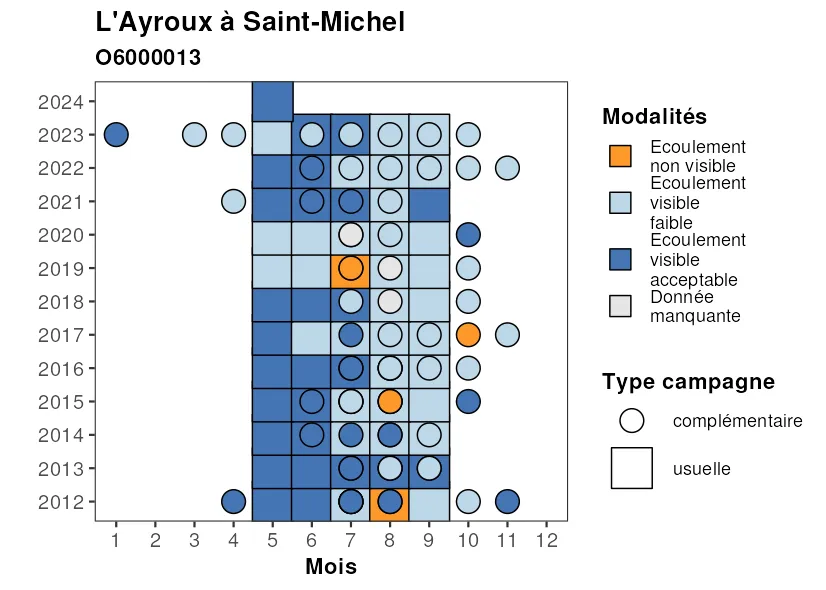 L'Ayroux à Saint-Michel
O6000013
2024
2023
2022
2021
2020
2019
2018
2017
2016
2015
2014
2013
2012
1 2 3 4 5 6 7 8 9 10 11 12
Mois
Modalités
Ecoulement
non visible
Ecoulement
visible
faible
Ecoulement
visible
acceptable
Donnée
manquante
Type campagne
complémentaire
usuelle